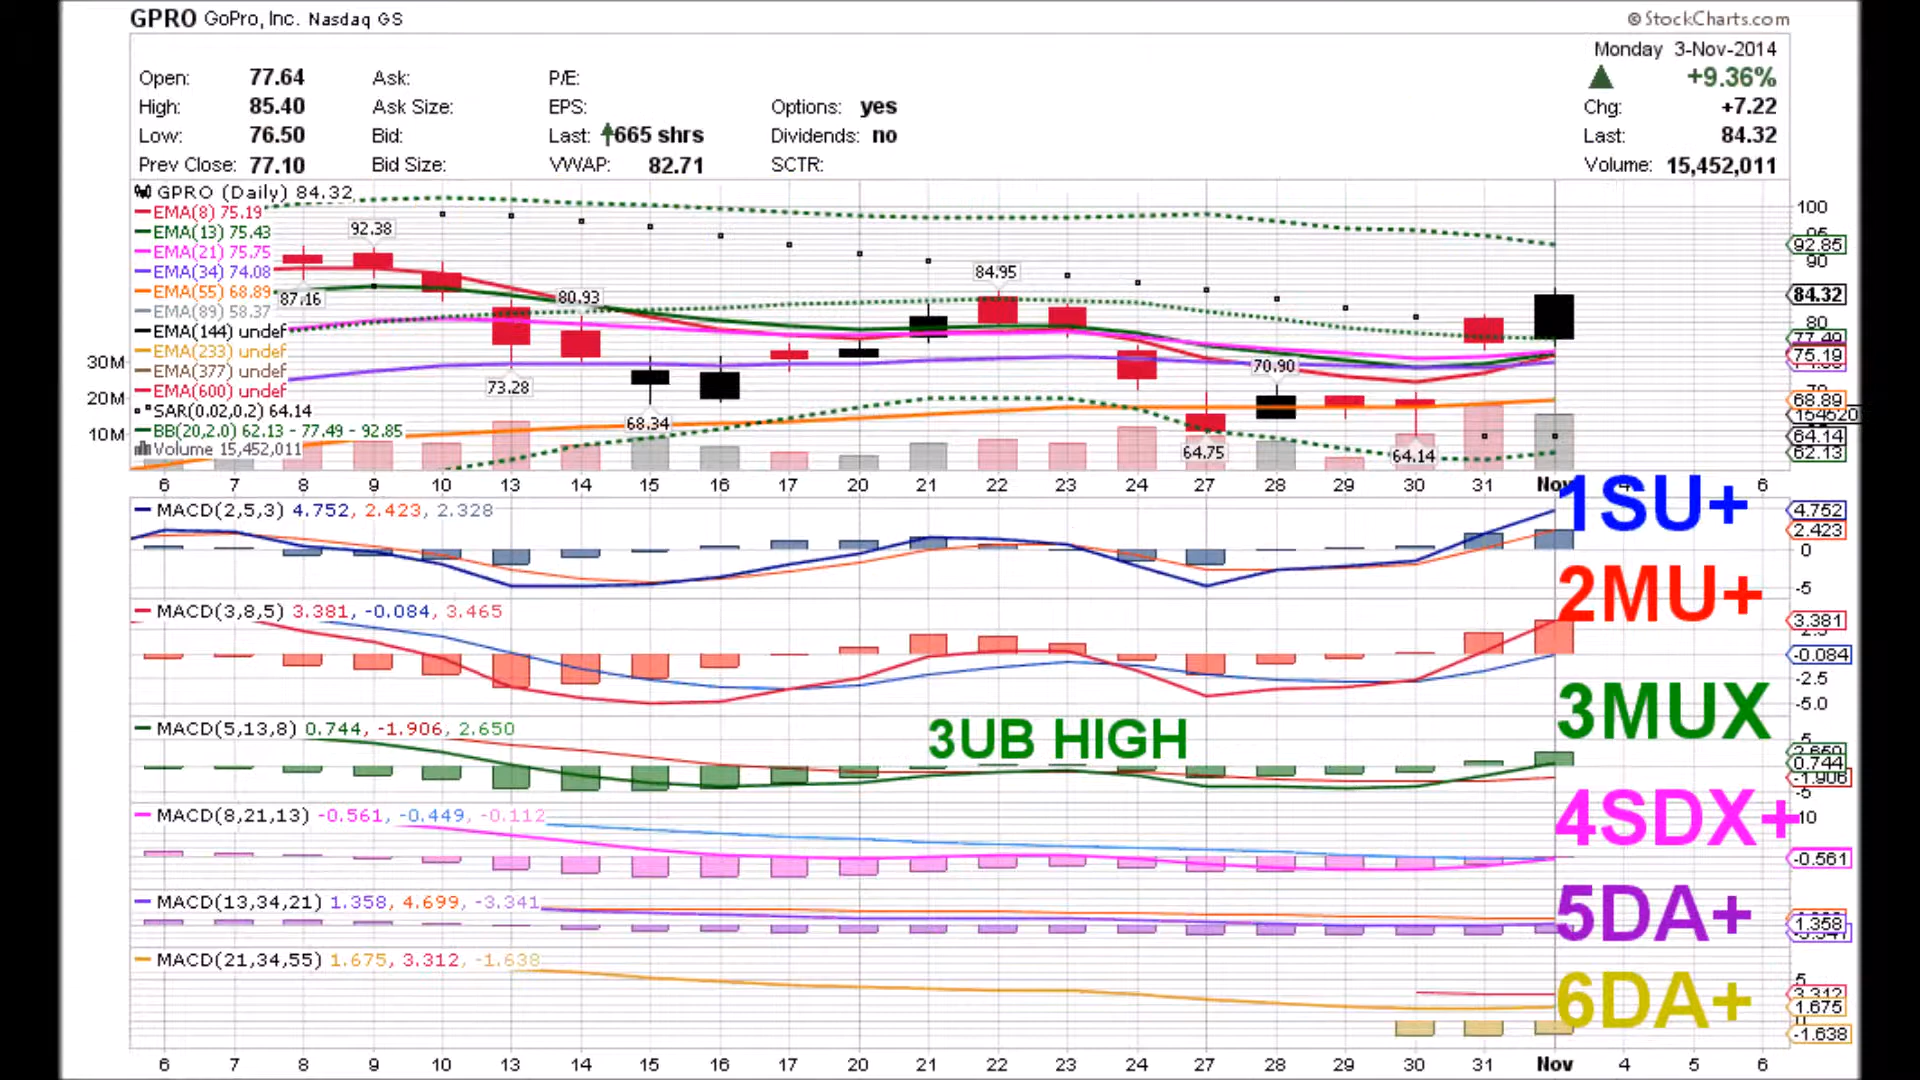 GPRO GoPro, Inc. Nasdaq GS
© StockCharts.com
Monday 3-Nov-2014
Open: 77.64 Ask: P/E: +9.36%
High: 85.40 Ask Size: EPS: Options: yes Chg: +7.22
Low: 76.50 Bid: Last: 665 shrs Dividends: no Last: 84.32
Prev Close: 77.10 Bid Size: VWAP: 82.71 SCTR: Volume: 15,452,011
GPRO (Daily) 84.32
EMA(8) 75.19
EMA(13) 75.43
EMA(21) 75.75
EMA(34) 74.08
EMA(55) 68.89
EMA(89) 58.37
EMA(144) undef
EMA(233) undef
EMA(377) undef
EMA(600) undef
SAR(0.02,0.2) 64.14
BB(20,2.0) 62.13 - 77.49 - 92.85
Volume 15,452,011
30M
20M
10M
87.16
92.38
73.28
80.93
68.34
84.95
64.75
70.90
64.14
100
92.85
90
84.32
80
75.19
68.89
154520
64.14
62.13
6 7 8 9 10 13 14 15 16 17 20 21 22 23 24 27 28 29 30 31 Nov 6
MACD(2,5,3) 4.752, 2.423, 2.328
1SU+
4.752
2.423
0
-5
MACD(3,8,5) 3.381, -0.084, 3.465
2MU+
3.381
-0.084
-2.5
-5.0
MACD(5,13,8) 0.744, -1.906, 2.650
3UB HIGH
3MUX
0.744
-1.906
-5
MACD(8,21,13) -0.561, -0.449, -0.112
4SDX+
10
-0.561
MACD(13,34,21) 1.358, 4.699, -3.341
5DA+
1.358
MACD(21,34,55) 1.675, 3.312, -1.638
6DA+
5
3.312
1.675
0
-1.638
6 7 8 9 10 13 14 15 16 17 20 21 22 23 24 27 28 29 30 31 Nov 4 5 6